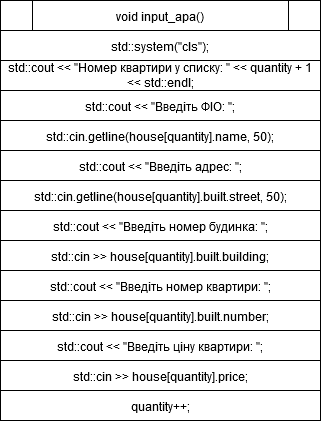 void input_apa()
std::system("cls");
std::cout << "Номер квартири у списку: " << quantity + 1
<< std::endl;
std::cout << "Введіть ФІО: ";
std::cin.getline(house[quantity].name, 50);
std::cout << "Введіть адрес: ";
std::cin.getline(house[quantity].built.street, 50);
std::cout << "Введіть номер будинка: ";
std::cin >> house[quantity].built.building;
std::cout << "Введіть номер квартири: ";
std::cin >> house[quantity].built.number;
std::cout << "Введіть ціну квартири: ";
std::cin >> house[quantity].price;
quantity++;